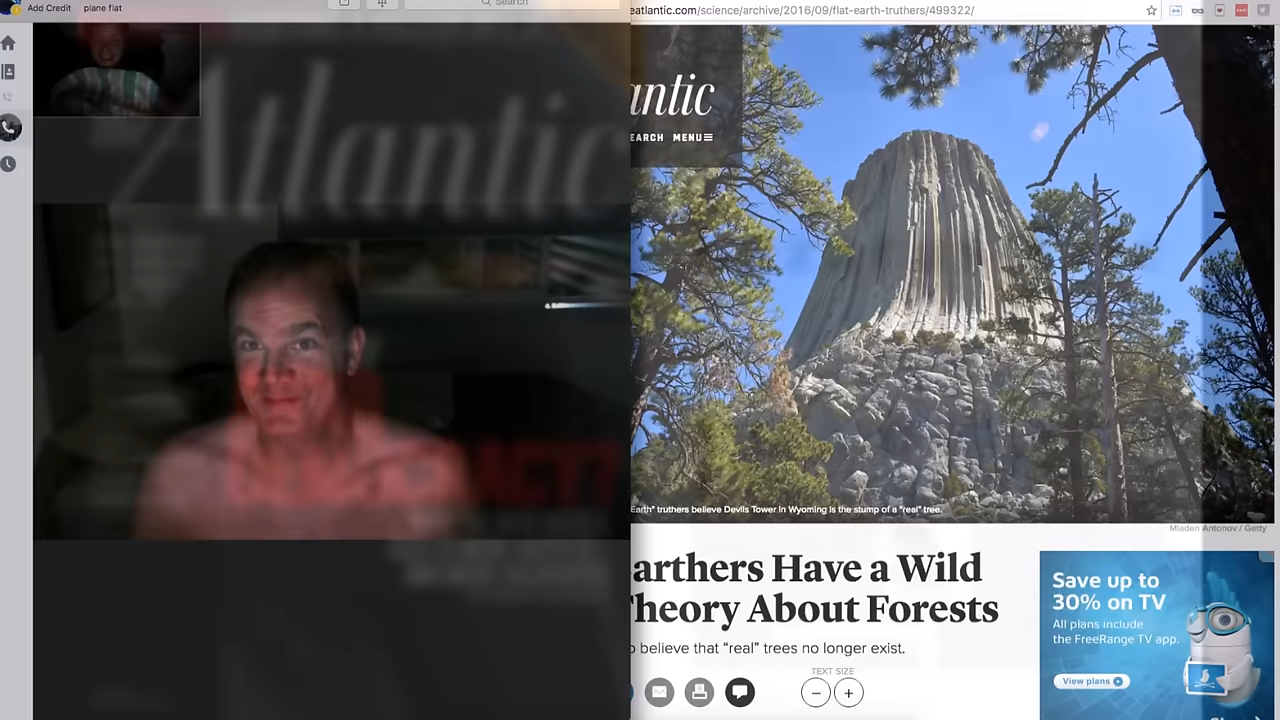 Add Credit plane flat
Search
eatlantic.com/science/archive/2016/09/flat-earth-truthers/499322/
Atlantic
antic
EARCH MENU
Earth" truthers believe Devils Tower in Wyoming is the stump of a "real" tree.
Mladen Antonov / Getty
arthers Have a Wild
Theory About Forests
o believe that “real” trees no longer exist.
TEXT SIZE
Save up to
30% on TV
All plans include
the FreeRange TV app.
View plans